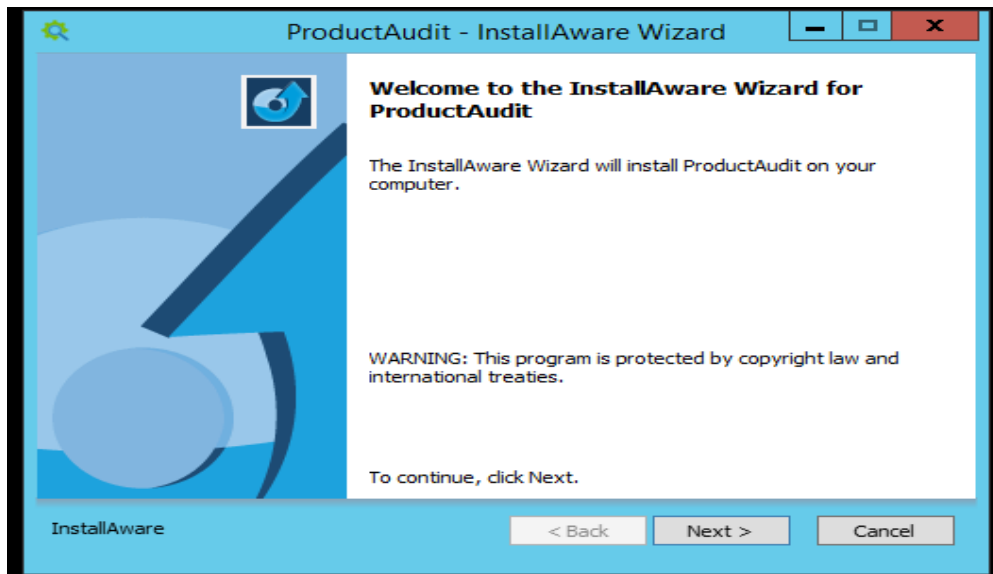 ProductAudit - InstallAware Wizard
Welcome to the InstallAware Wizard for
ProductAudit
The InstallAware Wizard will install ProductAudit on your
computer.
WARNING: This program is protected by copyright law and
international treaties.
To continue, click Next.
InstallAware
< Back
Next >
Cancel